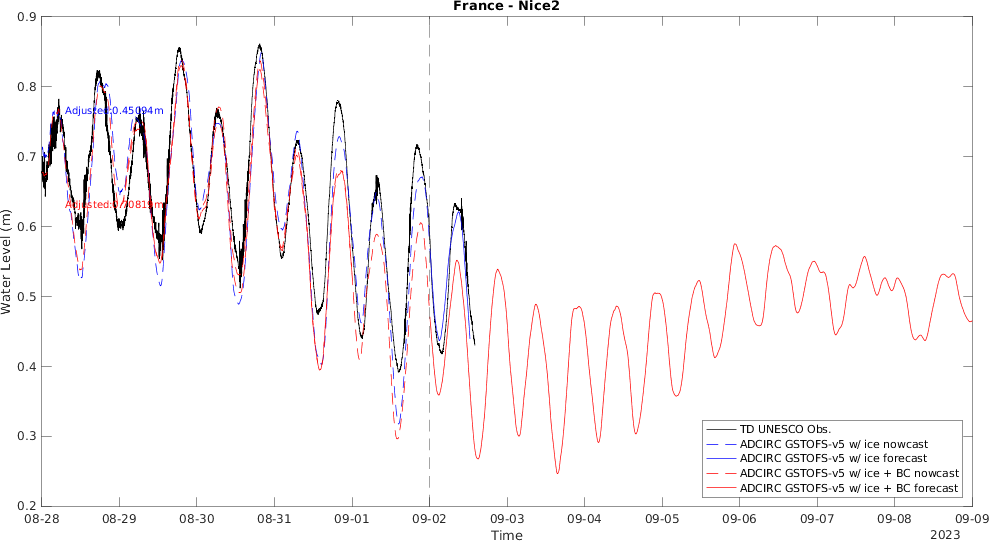 France - Nice2
0.9
0.8
0.7
0.6
0.5
0.4
0.3
0.2
Water Level (m)
Adjusted:0.45094m
TD UNESCO Obs.
ADCIRC GSTOFS-v5 w/ ice nowcast
ADCIRC GSTOFS-v5 w/ ice forecast
ADCIRC GSTOFS-v5 w/ ice + BC nowcast
ADCIRC GSTOFS-v5 w/ ice + BC forecast
08-28 08-29 08-30 08-31 09-01 09-02 09-03 09-04 09-05 09-06 09-07 09-08 09-09
Time
2023